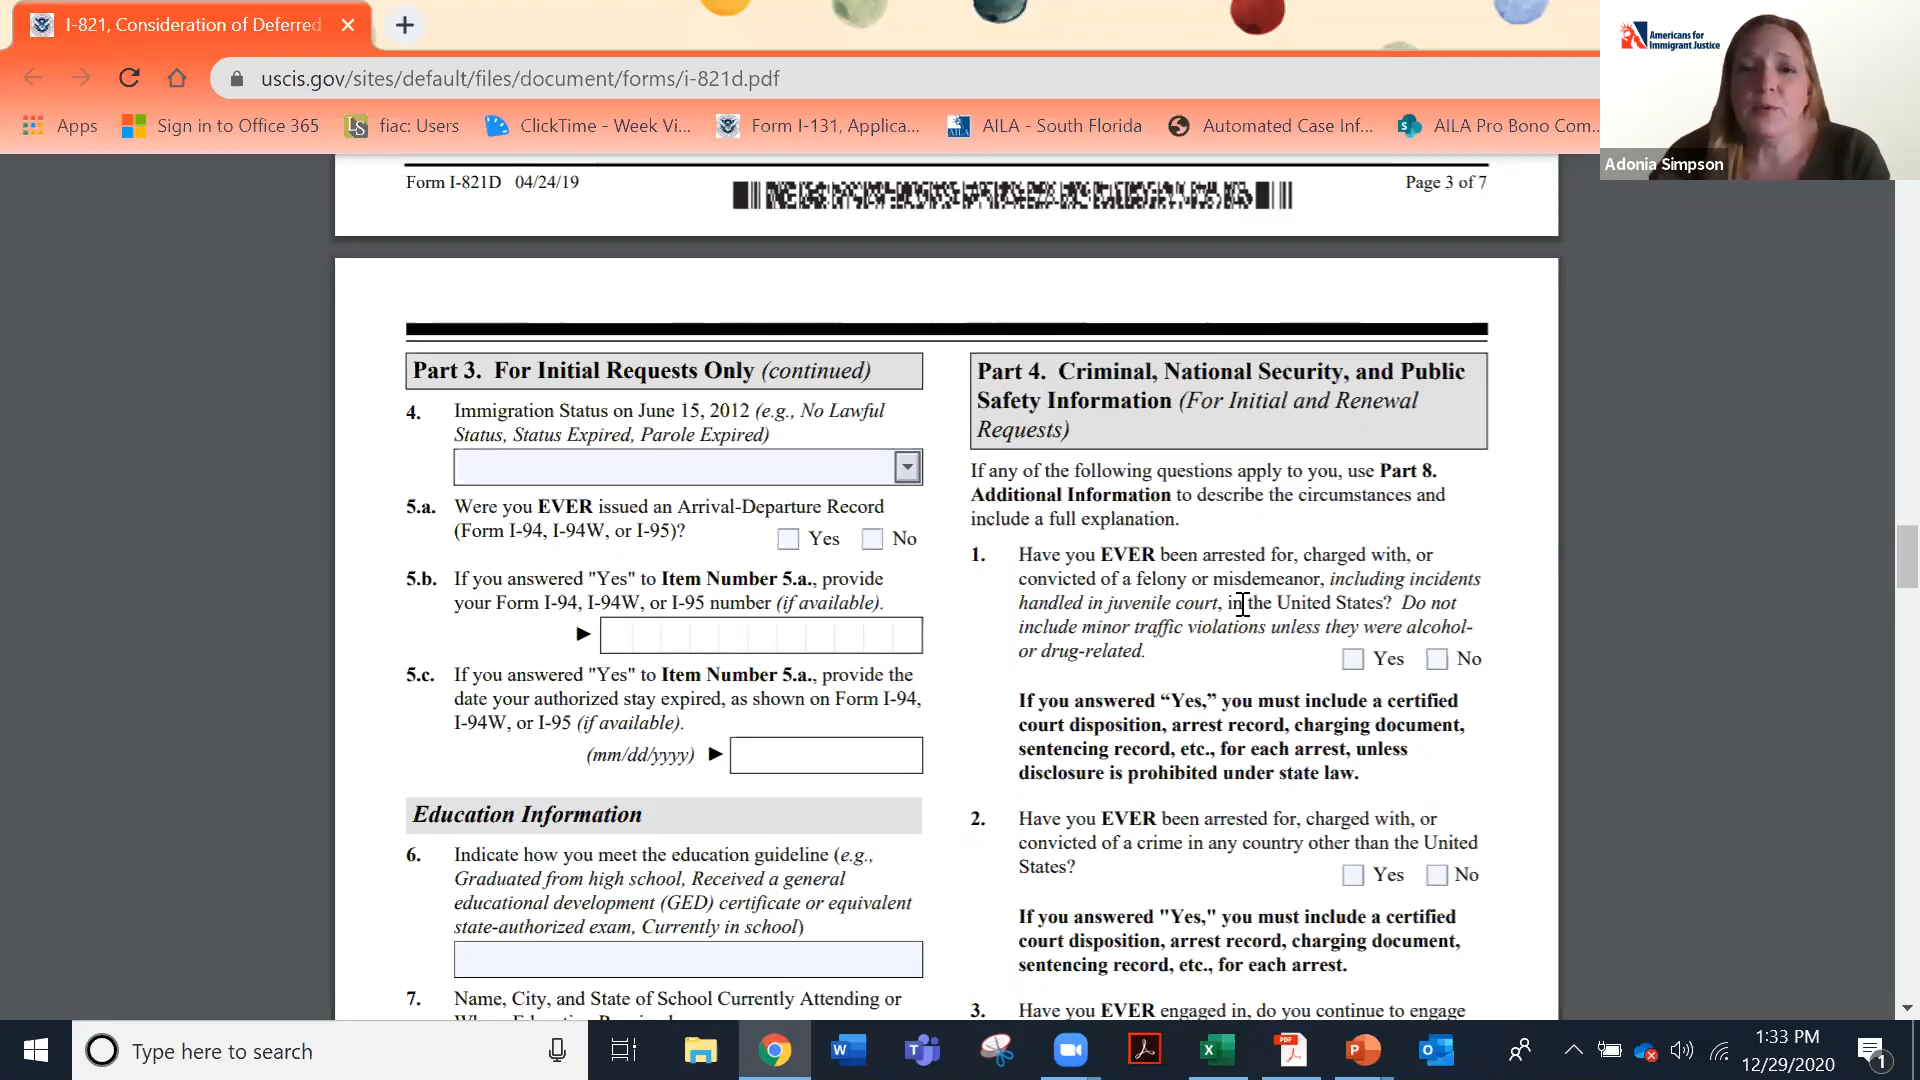 I-821, Consideration of Deferred
uscis.gov/sites/default/files/document/forms/i-821d.pdf
Apps
Sign in to Office 365
LS
fiac: Users
ClickTime - Week Vi...
Form I-131, Applica...
AILA
AILA - South Florida
Automated Case Inf...
AILA Pro Bono Com...
Americans for
Immigrant Justice
Adonia Simpson
Form I-821D 04/24/19
Page 3 of 7
Part 3. For Initial Requests Only (continued)
4. Immigration Status on June 15, 2012 (e.g., No Lawful
Status, Status Expired, Parole Expired)
5.a. Were you EVER issued an Arrival-Departure Record
(Form I-94, I-94W, or I-95)?
Yes No
5.b. If you answered "Yes" to Item Number 5.a., provide
your Form I-94, I-94W, or I-95 number (if available).
5.c. If you answered "Yes" to Item Number 5.a., provide the
date your authorized stay expired, as shown on Form I-94,
I-94W, or I-95 (if available).
(mm/dd/yyyy)
Education Information
6. Indicate how you meet the education guideline (e.g.,
Graduated from high school, Received a general
educational development (GED) certificate or equivalent
state-authorized exam, Currently in school)
7. Name, City, and State of School Currently Attending or
Part 4. Criminal, National Security, and Public
Safety Information (For Initial and Renewal
Requests)
If any of the following questions apply to you, use Part 8.
Additional Information to describe the circumstances and
include a full explanation.
1. Have you EVER been arrested for, charged with, or
convicted of a felony or misdemeanor, including incidents
handled in juvenile court, in the United States? Do not
include minor traffic violations unless they were alcohol-
or drug-related.
Yes No
If you answered “Yes,” you must include a certified
court disposition, arrest record, charging document,
sentencing record, etc., for each arrest, unless
disclosure is prohibited under state law.
2. Have you EVER been arrested for, charged with, or
convicted of a crime in any country other than the United
States?
Yes No
If you answered "Yes," you must include a certified
court disposition, arrest record, charging document,
sentencing record, etc., for each arrest.
3. Have you EVER engaged in, do you continue to engage
Type here to search
1:33 PM
12/29/2020
1